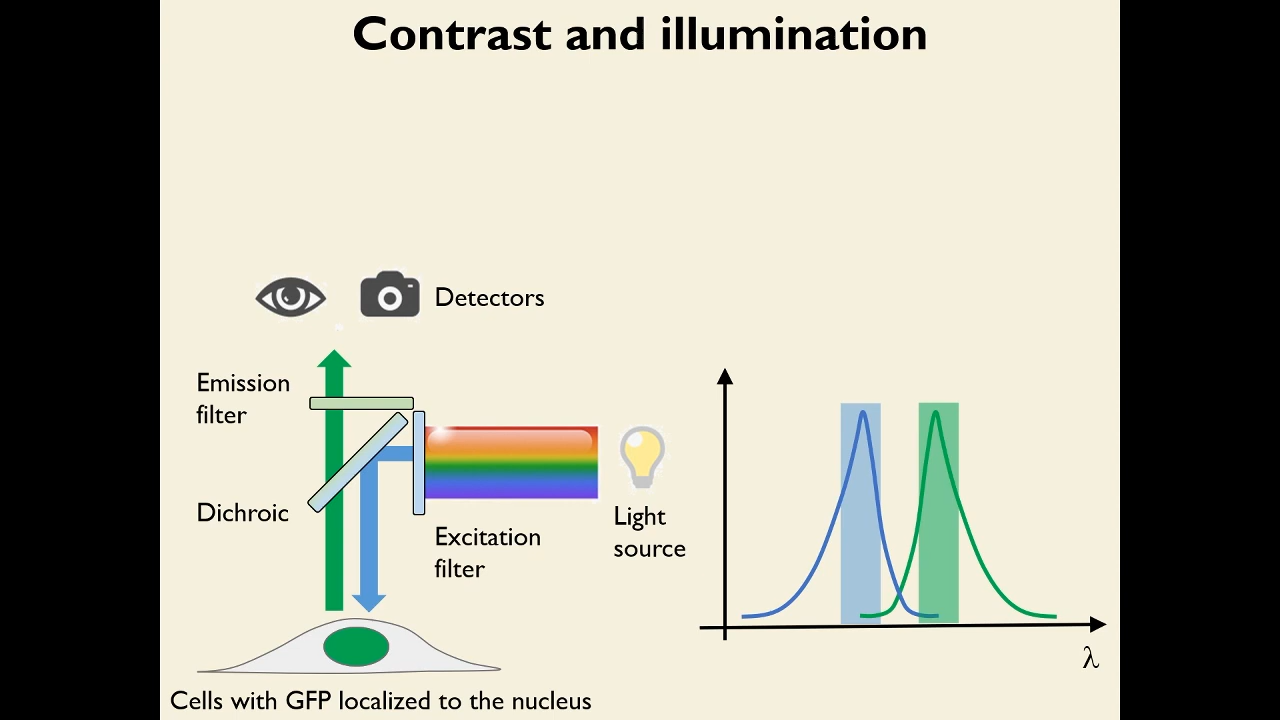 Contrast and illumination
Detectors
Emission
filter
Dichroic
Excitation
filter
Light
source
λ
Cells with GFP localized to the nucleus